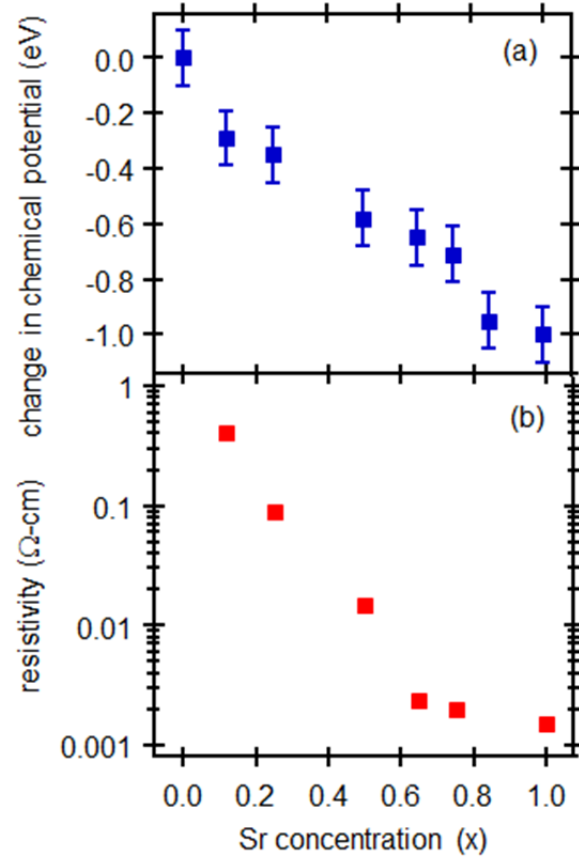 change in chemical potential (eV)
(a)
0.0
-0.2
-0.4
-0.6
-0.8
-1.0
resistivity (Ω-cm)
(b)
1
0.1
0.01
0.001
0.0 0.2 0.4 0.6 0.8 1.0
Sr concentration (x)